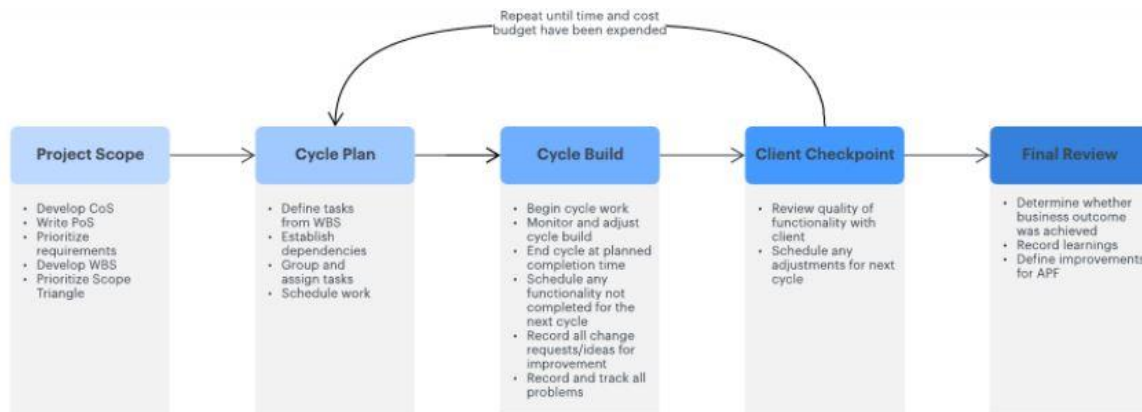 Repeat until time and cost
budget have been expended
Project Scope
Develop CoS
Write PoS
Prioritize
requirements
Develop WBS
Prioritize Scope
Triangle
Cycle Plan
Define tasks
from WBS
Establish
dependencies
Group and
assign tasks
Schedule work
Cycle Build
Begin cycle work
Monitor and adjust
cycle build
End cycle at planned
completion time
Schedule any
functionality not
completed for the
next cycle
Record all change
requests/ideas for
improvement
Record and track all
problems
Client Checkpoint
Review quality of
functionality with
client
Schedule any
adjustments for next
cycle
Final Review
Determine whether
business outcome
was achieved
Record learnings
Define improvements
for APF